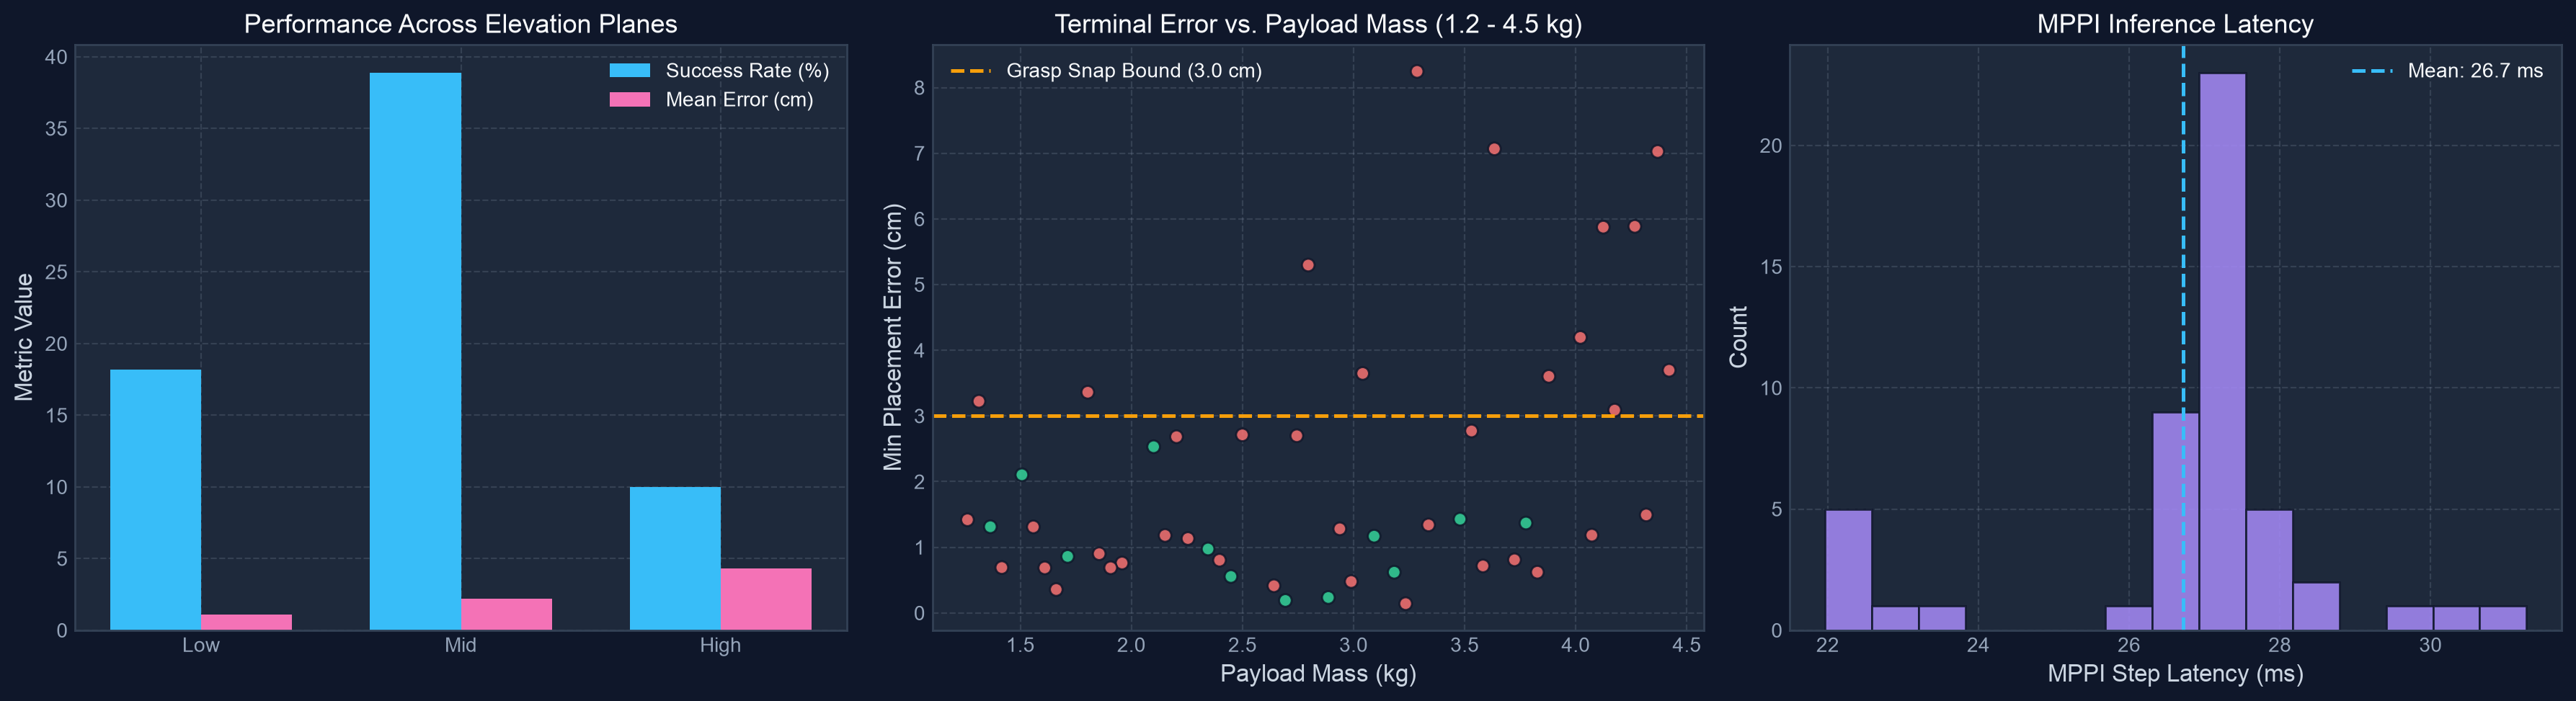 Performance Across Elevation Planes
Success Rate (%)
Mean Error (cm)
Metric Value
40
35
30
25
20
15
10
5
0
Low
Mid
High
Terminal Error vs. Payload Mass (1.2 - 4.5 kg)
Grasp Snap Bound (3.0 cm)
Min Placement Error (cm)
8
7
6
5
4
3
2
1
0
1.5
2.0
2.5
3.0
3.5
4.0
4.5
Payload Mass (kg)
MPPI Inference Latency
Mean: 26.7 ms
Count
20
15
10
5
0
22
24
26
28
30
MPPI Step Latency (ms)